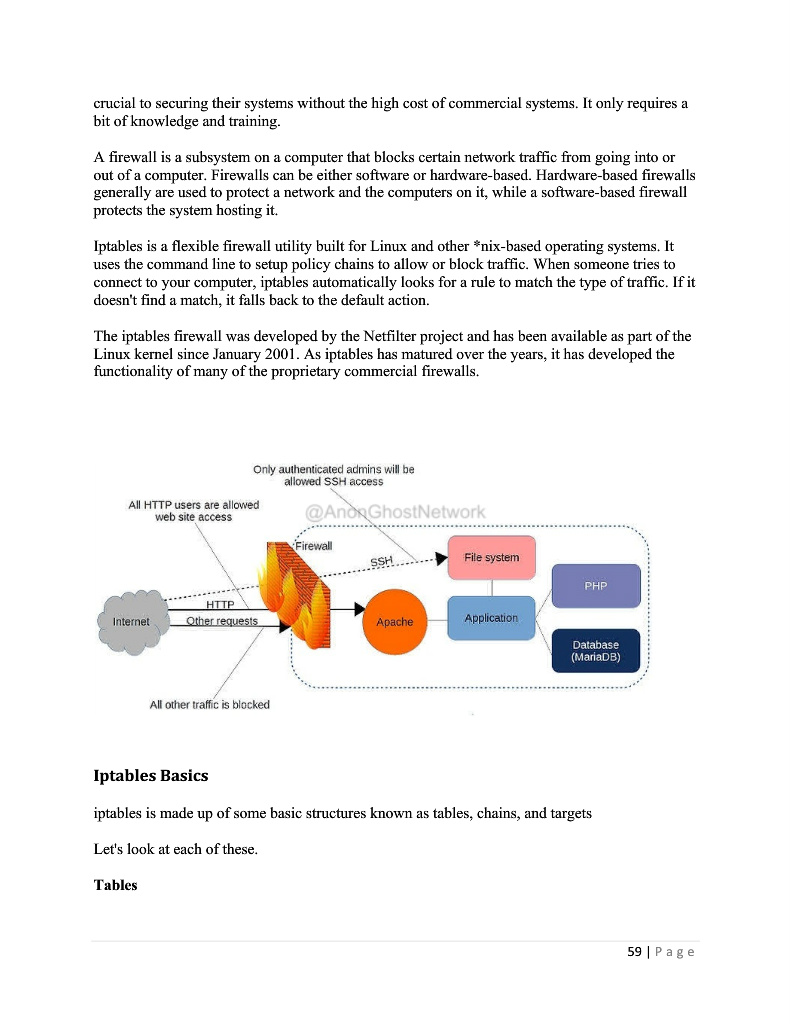 crucial to securing their systems without the high cost of commercial systems. It only requires a
bit of knowledge and training.
A firewall is a subsystem on a computer that blocks certain network traffic from going into or
out of a computer. Firewalls can be either software or hardware-based. Hardware-based firewalls
generally are used to protect a network and the computers on it, while a software-based firewall
protects the system hosting it.
Iptables is a flexible firewall utility built for Linux and other *nix-based operating systems. It
uses the command line to setup policy chains to allow or block traffic. When someone tries to
connect to your computer, iptables automatically looks for a rule to match the type of traffic. If it
doesn't find a match, it falls back to the default action.
The iptables firewall was developed by the Netfilter project and has been available as part of the
Linux kernel since January 2001. As iptables has matured over the years, it has developed the
functionality of many of the proprietary commercial firewalls.
Only authenticated admins will be
allowed SSH access
All HTTP users are allowed
web site access
@AnonGhostNetwork
Firewall
SSH
File system
PHP
HTTP
Internet
Other requests
Apache
Application
Database
(MariaDB)
All other traffic is blocked
Iptables Basics
iptables is made up of some basic structures known as tables, chains, and targets
Let's look at each of these.
Tables
59 | Page